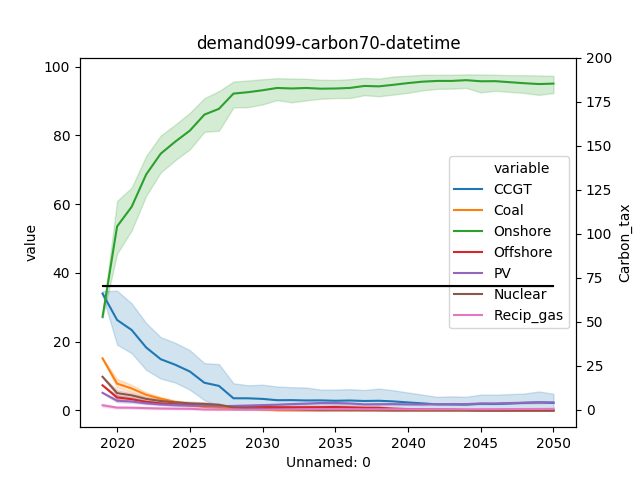 demand099-carbon70-datetime
100
80
60
40
20
0
value
200
175
150
125
100
75
50
25
0
Carbon_tax
variable
CCGT
Coal
Onshore
Offshore
PV
Nuclear
Recip_gas
2020 2025 2030 2035 2040 2045 2050
Unnamed: 0